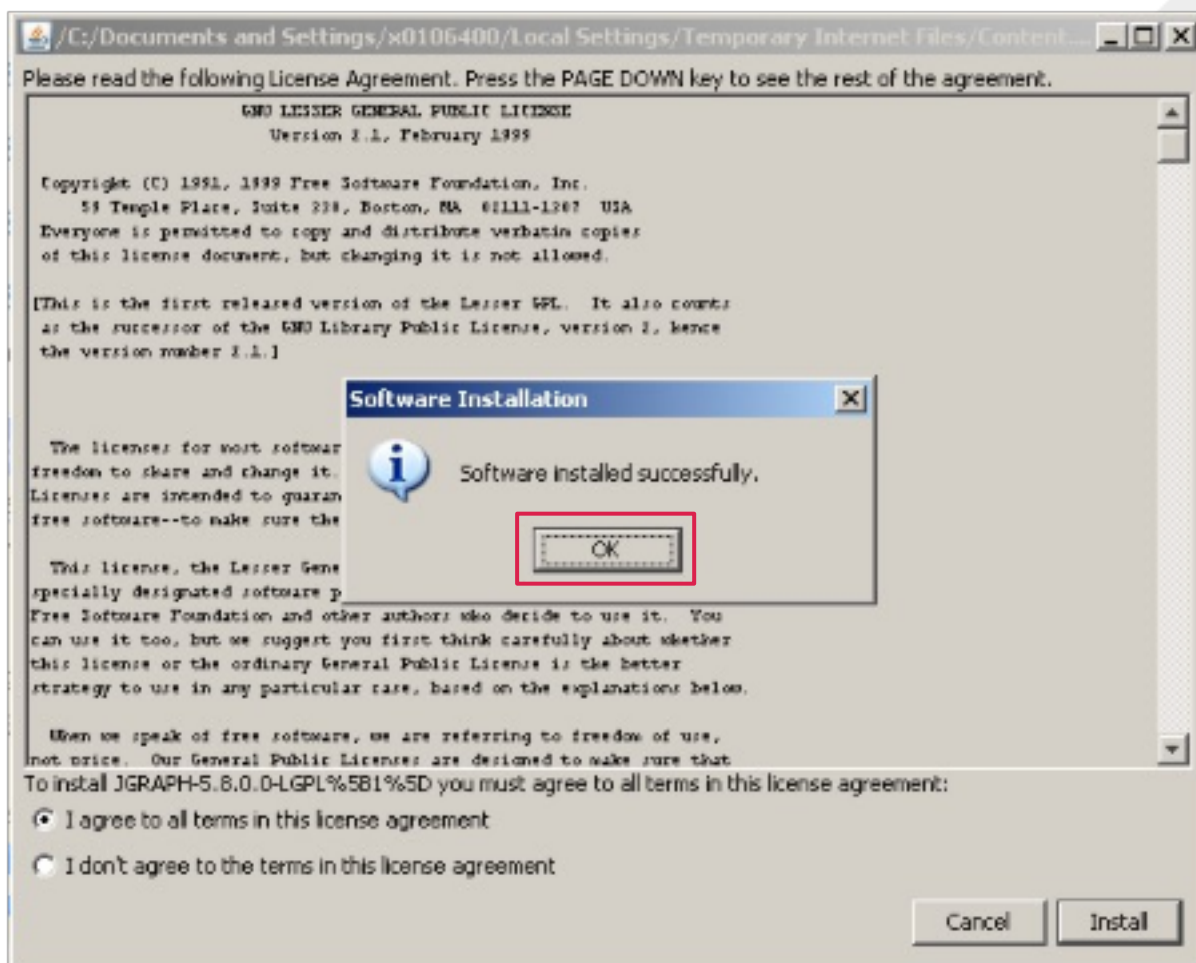 /C:/Documents and Settings/x0106400/Local Settings/Temporary Internet Files/Content....
Please read the following License Agreement. Press the PAGE DOWN key to see the rest of the agreement.
GNU LESSER GENERAL PUBLIC LICENSE
Version 2.1, February 1999
Copyright (C) 1991, 1999 Free Software Foundation, Inc.
59 Temple Place, Suite 330, Boston, MA 02111-1307 USA
Everyone is permitted to copy and distribute verbatim copies
of this license document, but changing it is not allowed.
[This is the first released version of the Lesser GPL. It also counts
as the successor of the GNU Library Public License, version 2, hence
the version number 2.1.]
Software Installation
Software installed successfully.
OK
The licenses for most softwar
freedom to share and change it.
Licenses are intended to guaran
free software--to make sure the
This license, the Lesser Gene
specially designated software p
Free Software Foundation and other authors who decide to use it. You
can use it too, but we suggest you first think carefully about whether
this license or the ordinary General Public License is the better
strategy to use in any particular case, based on the explanations below.
When we speak of free software, we are referring to freedom of use,
not price. Our General Public Licenses are designed to make sure that
To install JGRAPH-5.8.0.0-LGPL%5B1%5D you must agree to all terms in this license agreement:
I agree to all terms in this license agreement
I don't agree to the terms in this license agreement
Cancel Install